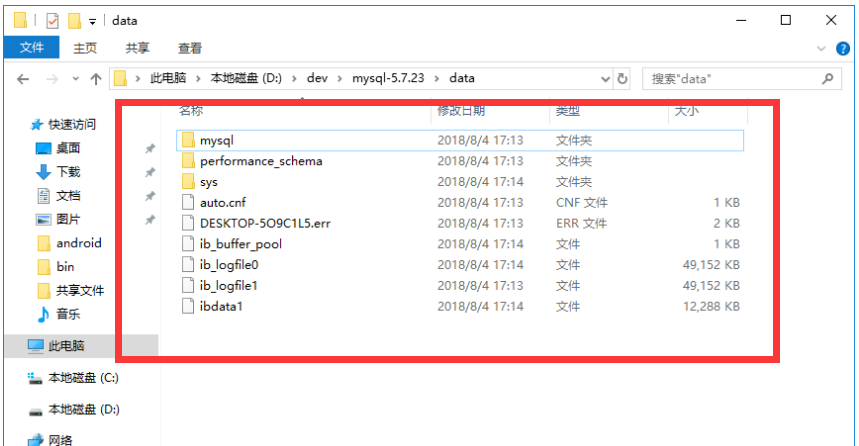 data
文件 主页 共享 查看
此电脑 › 本地磁盘 (D:) › dev › mysql-5.7.23 › data 搜索"data"
名称 修改日期 类型 大小
快速访问
桌面
下载
文档
图片
android
bin
共享文件
音乐
此电脑
本地磁盘 (C:)
本地磁盘 (D:)
网络
mysql 2018/8/4 17:13 文件夹
performance_schema 2018/8/4 17:13 文件夹
sys 2018/8/4 17:14 文件夹
auto.cnf 2018/8/4 17:13 CNF 文件 1 KB
DESKTOP-5O9C1L5.err 2018/8/4 17:13 ERR 文件 2 KB
ib_buffer_pool 2018/8/4 17:14 文件 1 KB
ib_logfile0 2018/8/4 17:14 文件 49,152 KB
ib_logfile1 2018/8/4 17:13 文件 49,152 KB
ibdata1 2018/8/4 17:14 文件 12,288 KB